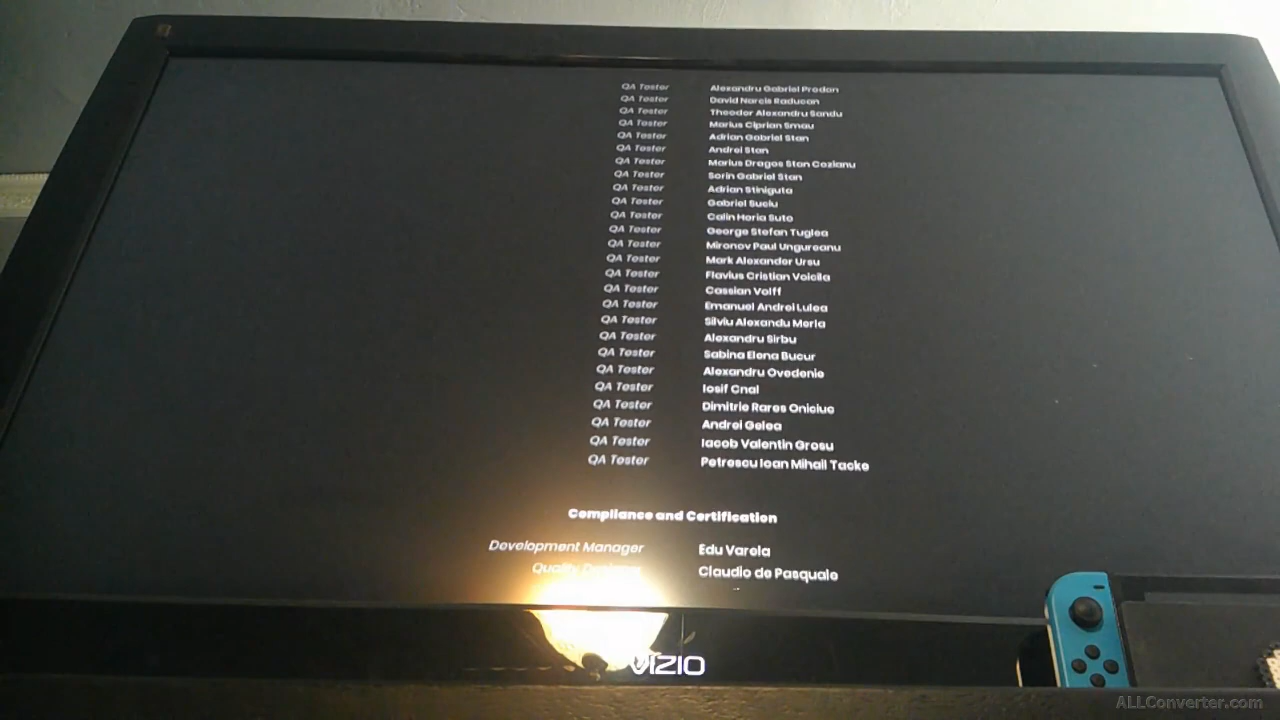 QA Tester Alexandru Gabriel Prodan
QA Tester David Narcis Raducan
QA Tester Theodor Alexandru Sandu
QA Tester Marius Ciprian Smau
QA Tester Adrian Gabriel Stan
QA Tester Andrei Stan
QA Tester Marius Dragos Stan Cozianu
QA Tester Sorin Gabriel Stan
QA Tester Adrian Stiniguta
QA Tester Gabriel Suciu
QA Tester Calin Horia Suto
QA Tester George Stefan Tuglea
QA Tester Mironov Paul Ungureanu
QA Tester Mark Alexander Ursu
QA Tester Flavius Cristian Voicila
QA Tester Cassian Volff
QA Tester Emanuel Andrei Lulea
QA Tester Silviu Alexandu Merla
QA Tester Alexandru Sirbu
QA Tester Sabina Elena Bucur
QA Tester Alexandru Ovedenie
QA Tester Iosif Cnal
QA Tester Dimitrie Rares Oniciuc
QA Tester Andrei Gelea
QA Tester Iacob Valentin Grosu
QA Tester Petrescu Ioan Mihail Tacke
Compliance and Certification
Development Manager Edu Varela
Quality Claudio de Pasquale
VIZIO
ALLConverter.com